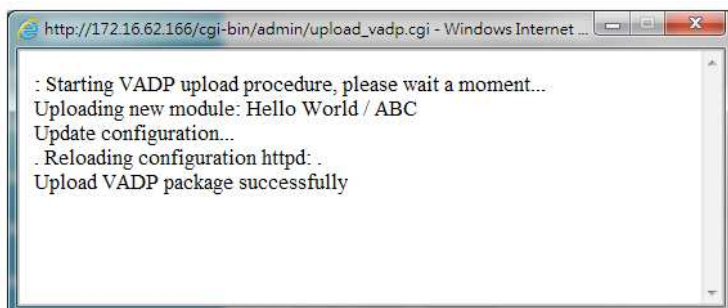 http://172.16.62.166/cgi-bin/admin/upload_vadp.cgi - Windows Internet ...
: Starting VADP upload procedure, please wait a moment...
Uploading new module: Hello World / ABC
Update configuration...
. Reloading configuration httpd: .
Upload VADP package successfully